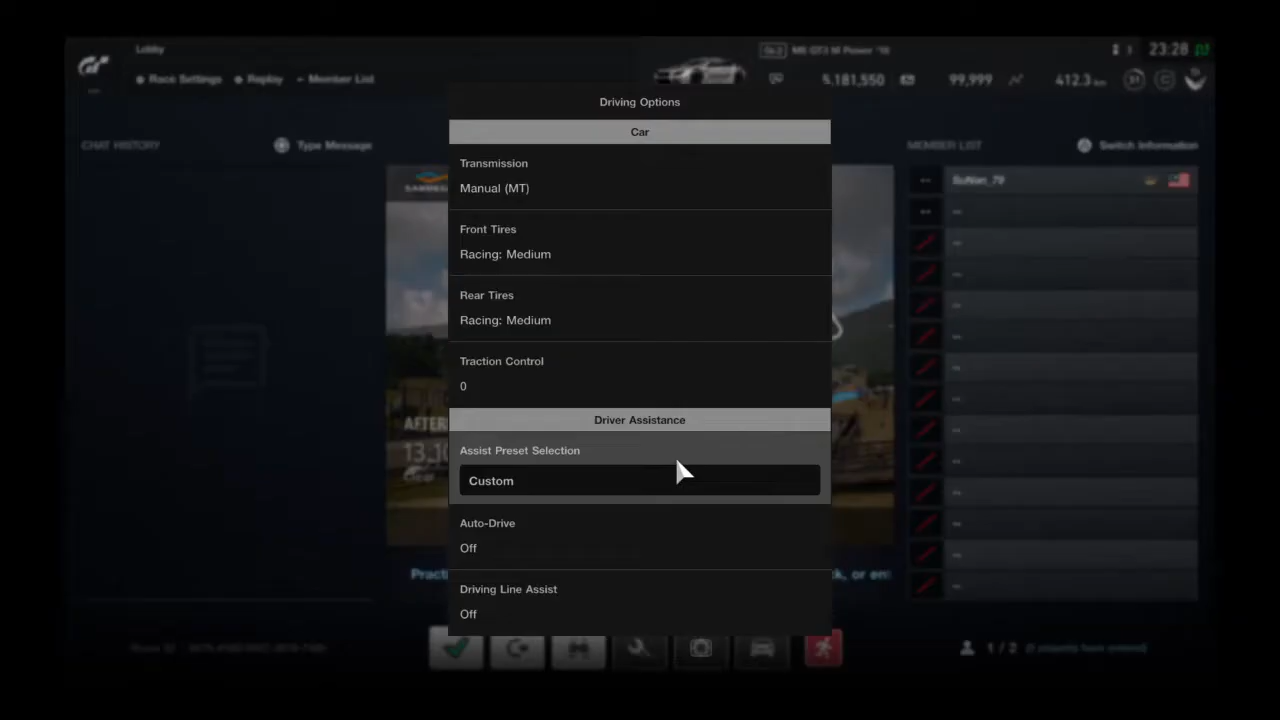 Lobby
Race Settings
Replay
Member List
M6 GT3 M Power '16
23:28
5,181,550
99,999
412.3
Driving Options
Car
CHAT HISTORY
Type Message
MEMBER LIST
Switch Information
Transmission
Manual (MT)
Front Tires
Racing: Medium
Rear Tires
Racing: Medium
Traction Control
0
Driver Assistance
Assist Preset Selection
Custom
Auto-Drive
Off
Driving Line Assist
Off
AFTER
Pract
1 / 2